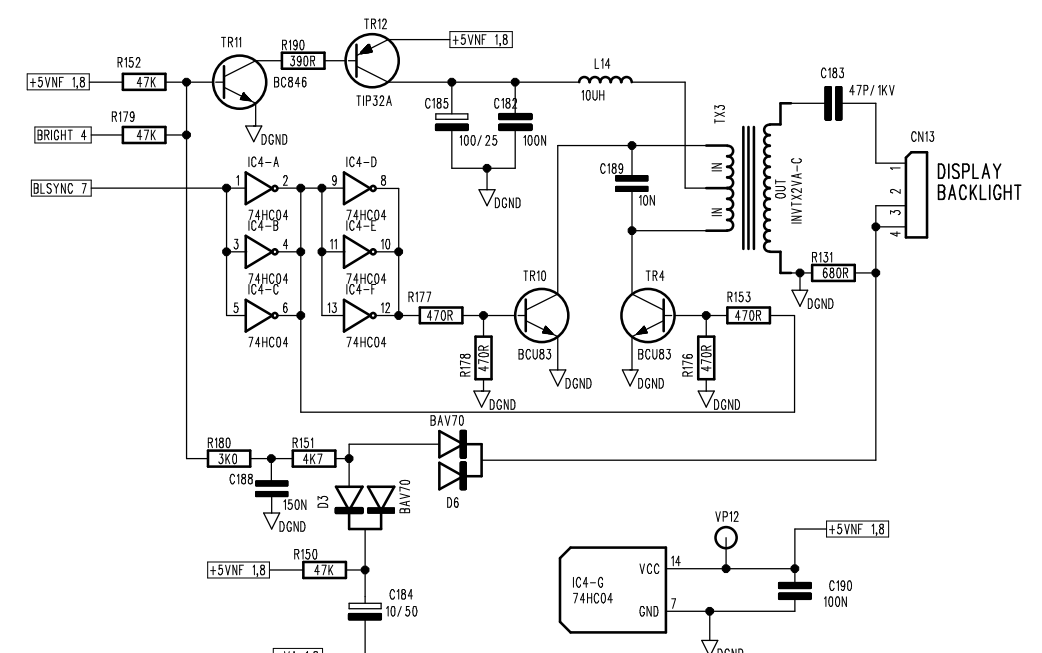 TR12
TR11
R190
+5VNF 1,8
390R
R152
L14
+5VNF 1,8
47K
BC846
TIP32A
C185
C182
10UH
C183
47P/1KV
R179
TX3
BRIGHT 4
47K
DGND
100/25
100N
CN13
IC4-A
IC4-D
C189
IN
OUT
INVTX2VA-C
1
DISPLAY
BACKLIGHT
BLSYNC 7
1
2
9
8
DGND
10N
IN
2
3
4
74HC04
74HC04
IC4-B
IC4-E
3
4
11
10
R131
680R
74HC04
74HC04
IC4-C
IC4-F
TR10
TR4
DGND
5
6
13
12
R177
470R
R153
470R
74HC04
74HC04
BCU83
BCU83
R178
470R
R176
470R
DGND
DGND
DGND
DGND
BAV70
R180
3K0
R151
4K7
C188
150N
D3
BAV70
D6
DGND
VP12
+5VNF 1,8
R150
+5VNF 1,8
47K
VCC
14
IC4-G
74HC04
C190
100N
C184
10/50
GND
7
DGND